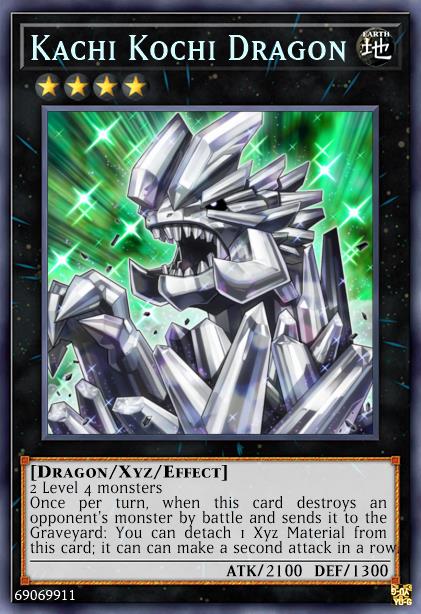 Kachi Kochi Dragon
EARTH
地
[Dragon/Xyz/Effect]
2 Level 4 monsters
Once per turn, when this card destroys an
opponent's monster by battle and sends it to the
Graveyard: You can detach 1 Xyz Material from
this card; it can can make a second attack in a row.
ATK/2100 DEF/1300
69069911